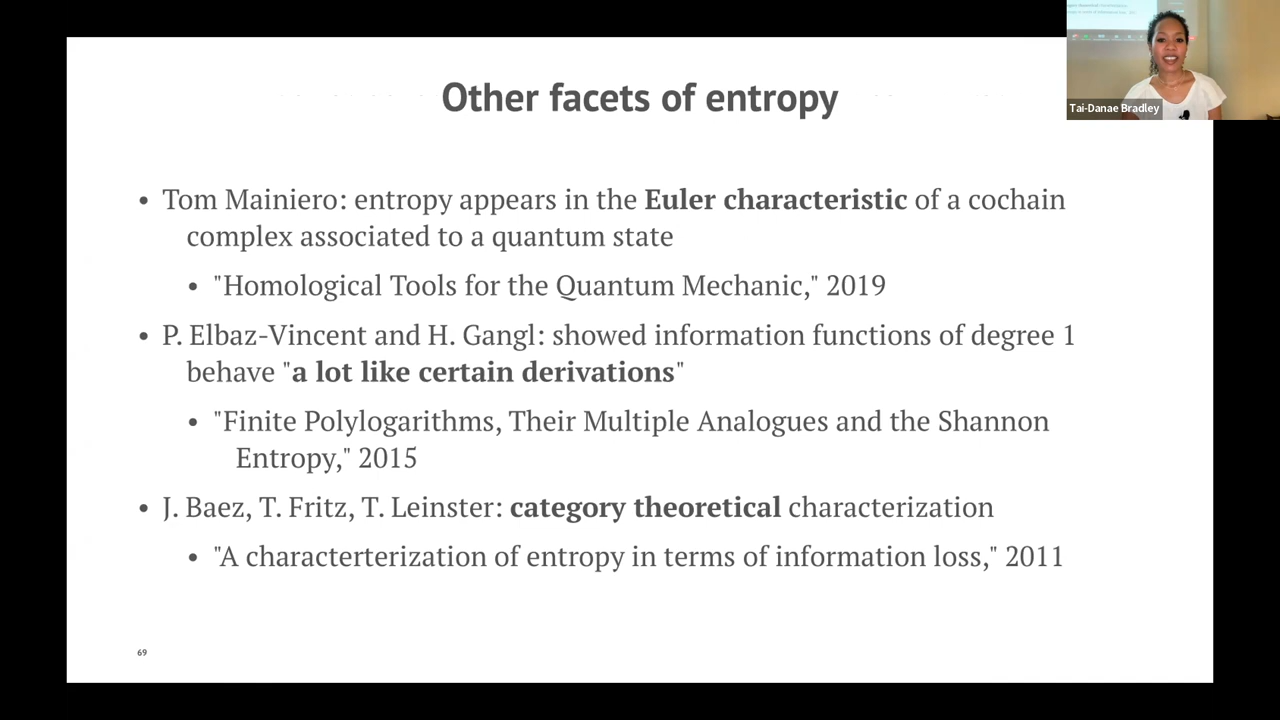 Other facets of entropy
Tai-Danae Bradley
• Tom Mainiero: entropy appears in the Euler characteristic of a cochain
complex associated to a quantum state
• "Homological Tools for the Quantum Mechanic," 2019
• P. Elbaz-Vincent and H. Gangl: showed information functions of degree 1
behave "a lot like certain derivations"
• "Finite Polylogarithms, Their Multiple Analogues and the Shannon
Entropy," 2015
• J. Baez, T. Fritz, T. Leinster: category theoretical characterization
• "A characterterization of entropy in terms of information loss," 2011
69